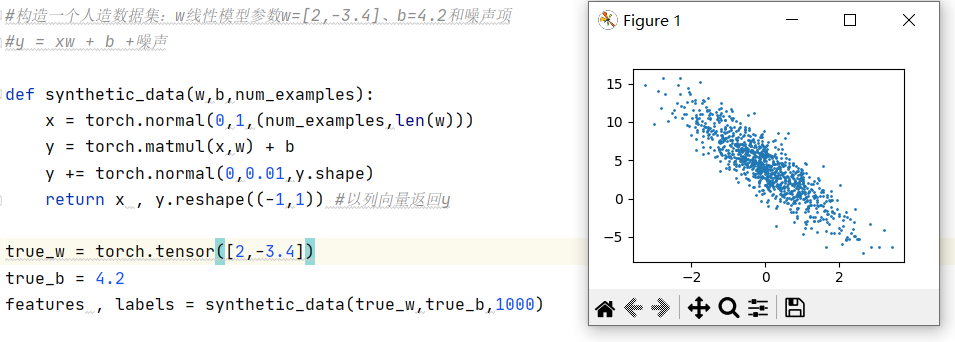 #构造一个人造数据集：w线性模型参数w=[2,-3.4]、b=4.2和噪声项
#y = xw + b +噪声
def synthetic_data(w,b,num_examples):
x = torch.normal(0,1,(num_examples,len(w)))
y = torch.matmul(x,w) + b
y += torch.normal(0,0.01,y.shape)
return x , y.reshape((-1,1)) #以列向量返回y
true_w = torch.tensor([2,-3.4])
true_b = 4.2
features , labels = synthetic_data(true_w,true_b,1000)
Figure 1
15
10
5
0
−5
−2
0
2